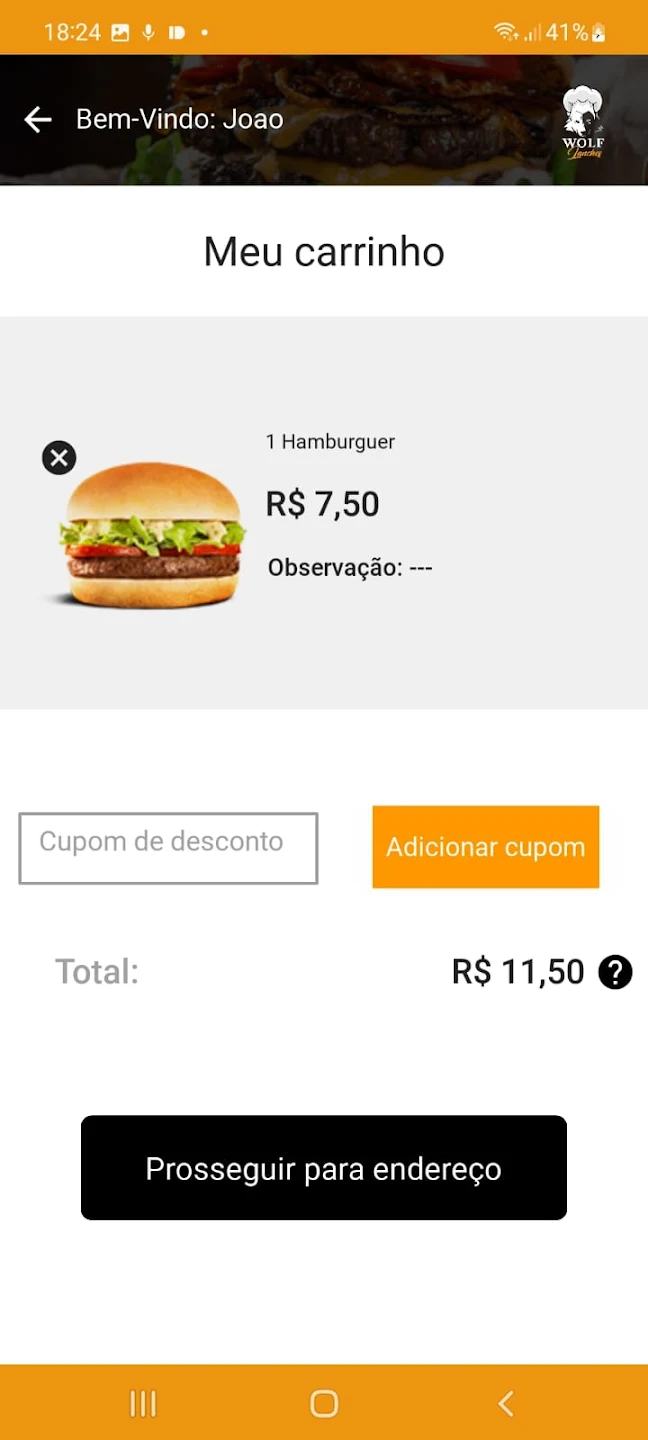 18:24
41%
Bem-Vindo: Joao
WOLF
Lanches
Meu carrinho
1 Hamburguer
R$ 7,50
Observação: ---
Cupom de desconto
Adicionar cupom
Total:
R$ 11,50 ?
Prosseguir para endereço